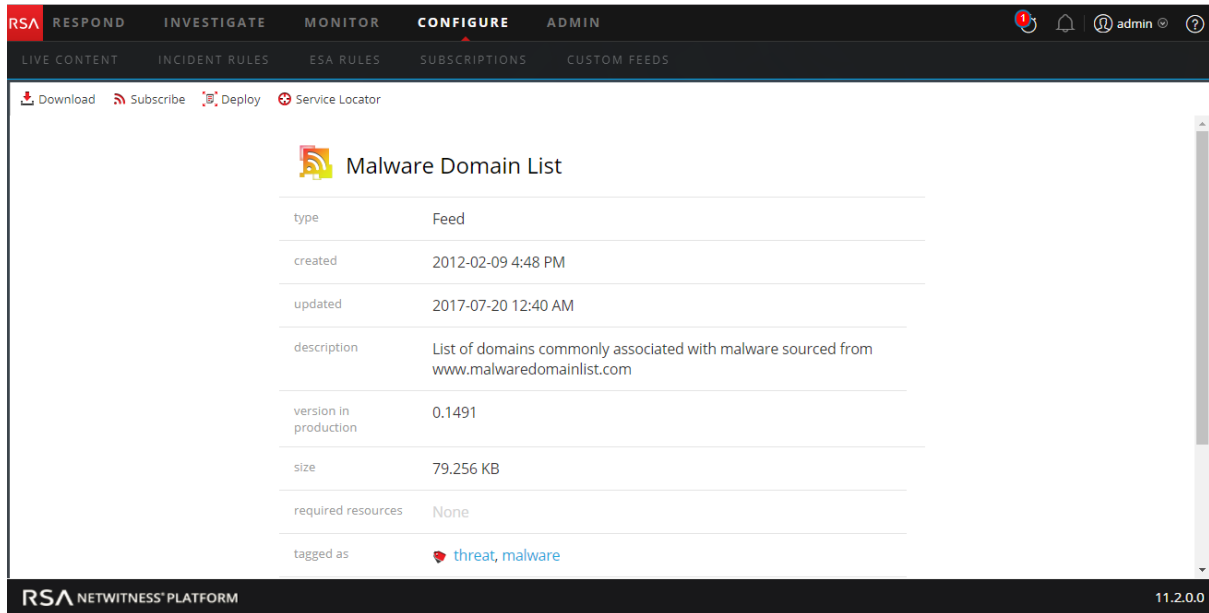 RSA RESPOND INVESTIGATE MONITOR CONFIGURE ADMIN 1 admin ?
LIVE CONTENT INCIDENT RULES ESA RULES SUBSCRIPTIONS CUSTOM FEEDS
Download Subscribe Deploy Service Locator
Malware Domain List
type Feed
created 2012-02-09 4:48 PM
updated 2017-07-20 12:40 AM
description List of domains commonly associated with malware sourced from
www.malwaredomainlist.com
version in 0.1491
production
size 79.256 KB
required resources None
tagged as threat, malware
RSA NETWITNESS® PLATFORM 11.2.0.0